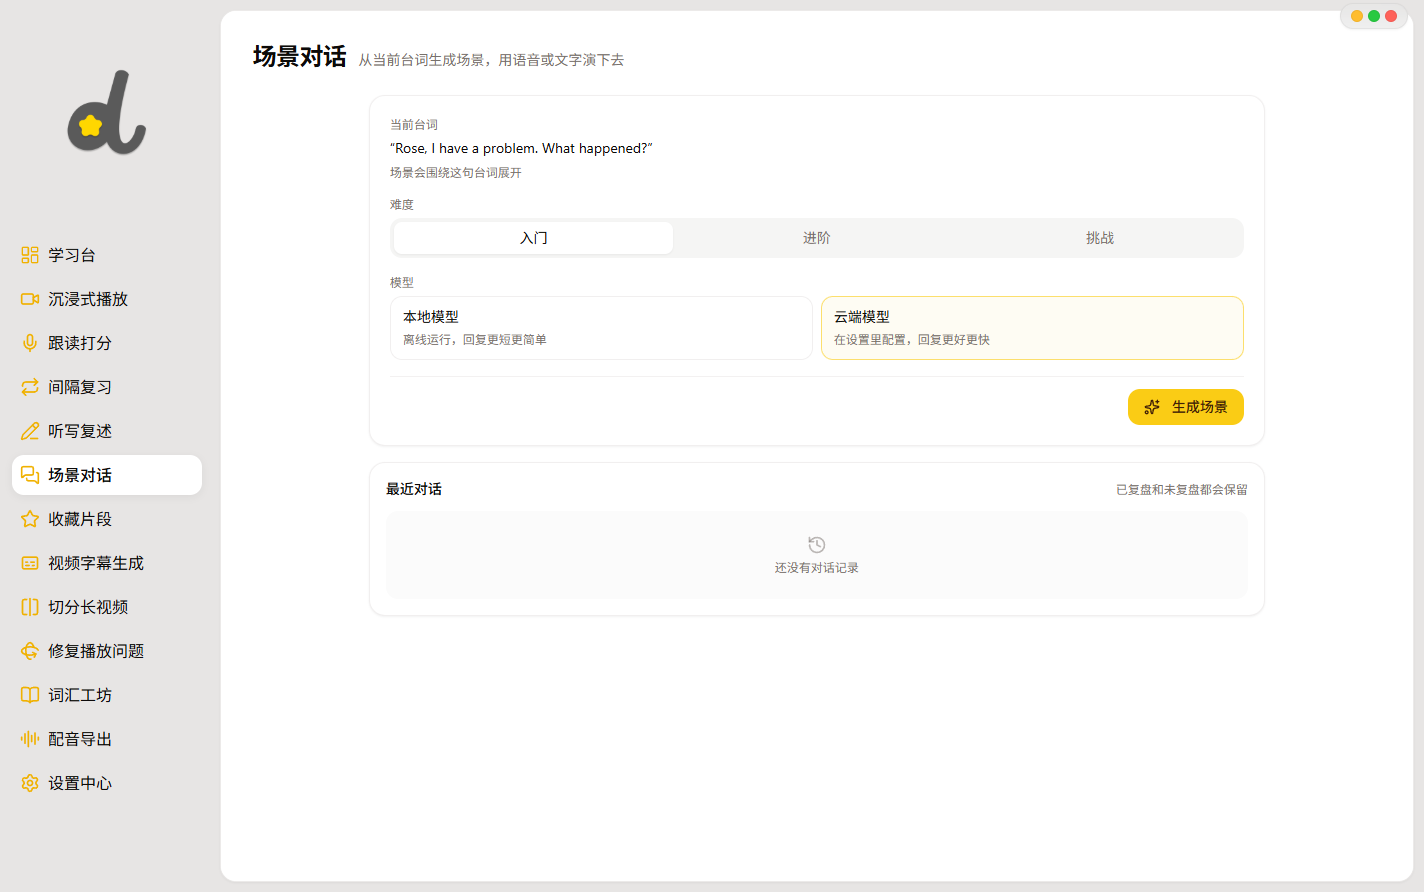 学习台
沉浸式播放
跟读打分
间隔复习
听写复述
场景对话
收藏片段
视频字幕生成
切分长视频
修复播放问题
词汇工坊
配音导出
设置中心
场景对话 从当前台词生成场景，用语音或文字演下去
当前台词
“Rose, I have a problem. What happened?”
场景会围绕这句台词展开
难度
入门 进阶 挑战
模型
本地模型
离线运行，回复更短更简单
云端模型
在设置里配置，回复更好更快
生成场景
最近对话 已复盘和未复盘都会保留
还没有对话记录